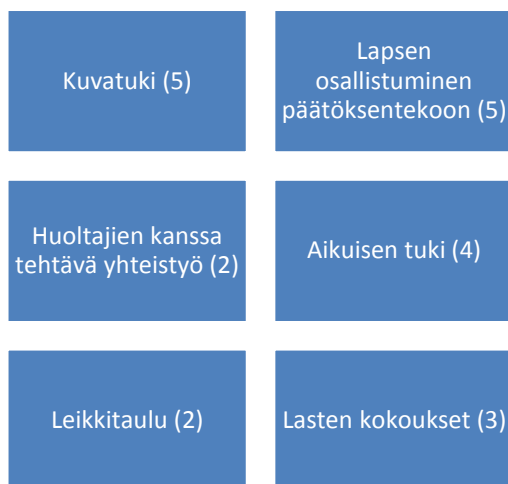 Kuvatuki (5)
Lapsen
osallistuminen
päätöksentekoon (5)
Huoltajien kanssa
tehtävä yhteistyö (2)
Aikuisen tuki (4)
Leikkitaulu (2)
Lasten kokoukset (3)